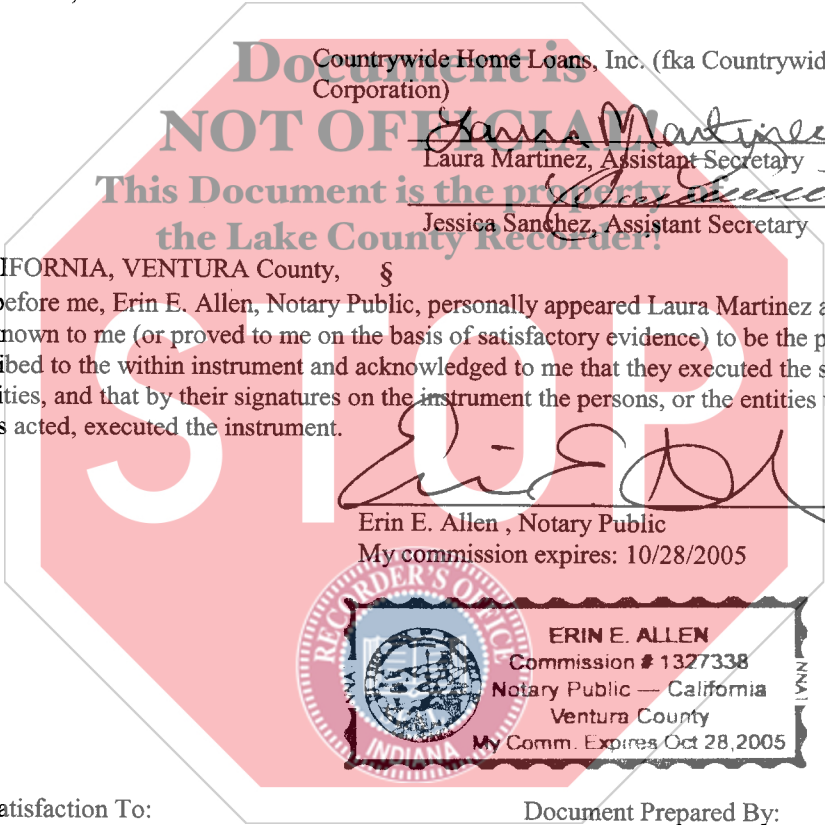 Document is
NOT OFFICIAL!
This Document is the property of
the Lake County Recorder!
STOP
Countrywide Home Loans, Inc. (fka Countrywid
Corporation)
Laura Martinez
Laura Martinez, Assistant Secretary
Jessica Sanchez, Assistant Secretary
IFORNIA, VENTURA County, §
before me, Erin E. Allen, Notary Public, personally appeared Laura Martinez a
nown to me (or proved to me on the basis of satisfactory evidence) to be the p
ibed to the within instrument and acknowledged to me that they executed the s
ities, and that by their signatures on the instrument the persons, or the entities
s acted, executed the instrument.
Erin E. Allen , Notary Public
My commission expires: 10/28/2005
RECORDER'S OFFICE
INDIANA
ERIN E. ALLEN
Commission # 1327338
Notary Public — California
Ventura County
My Comm. Expires Oct 28,2005
atisfaction To:
Document Prepared By: